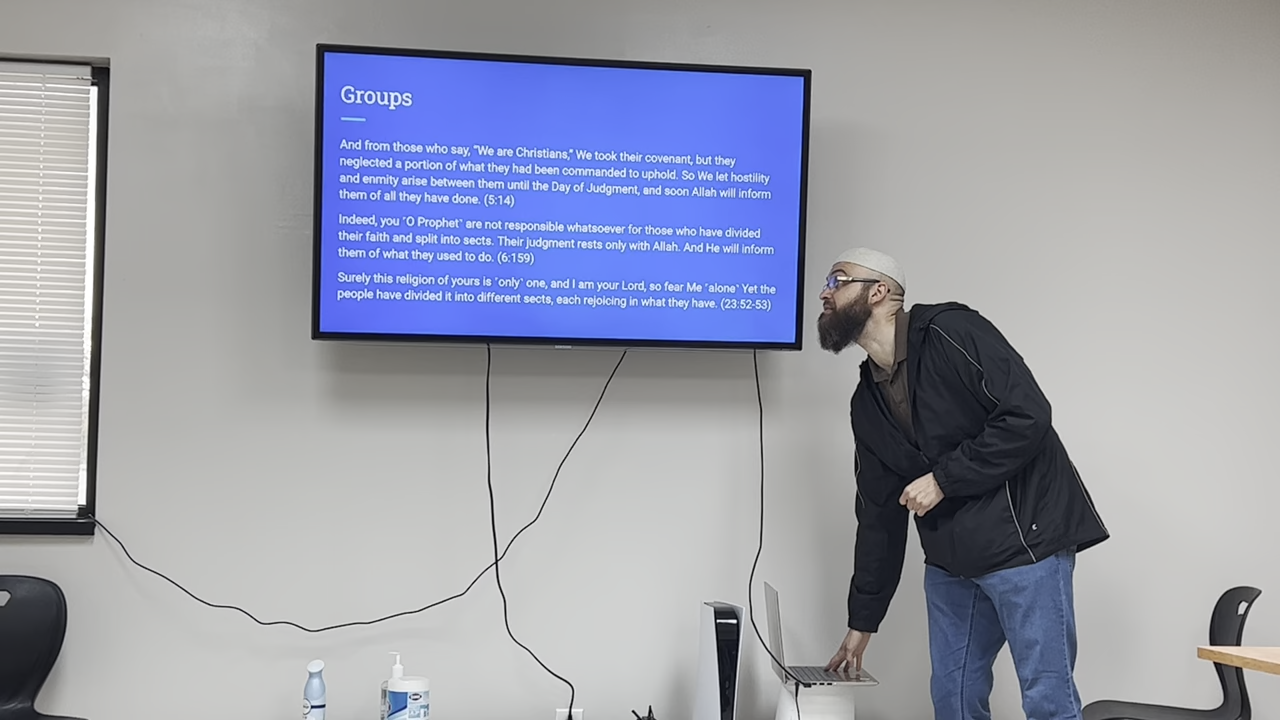 Groups
And from those who say, “We are Christians,” We took their covenant, but they
neglected a portion of what they had been commanded to uphold. So We let hostility
and enmity arise between them until the Day of Judgment, and soon Allah will inform
them of all they have done. (5:14)
Indeed, you ˹O Prophet˺ are not responsible whatsoever for those who have divided
their faith and split into sects. Their judgment rests only with Allah. And He will inform
them of what they used to do. (6:159)
Surely this religion of yours is ˹only˺ one, and I am your Lord, so fear Me ˹alone˺ Yet the
people have divided it into different sects, each rejoicing in what they have. (23:52-53)